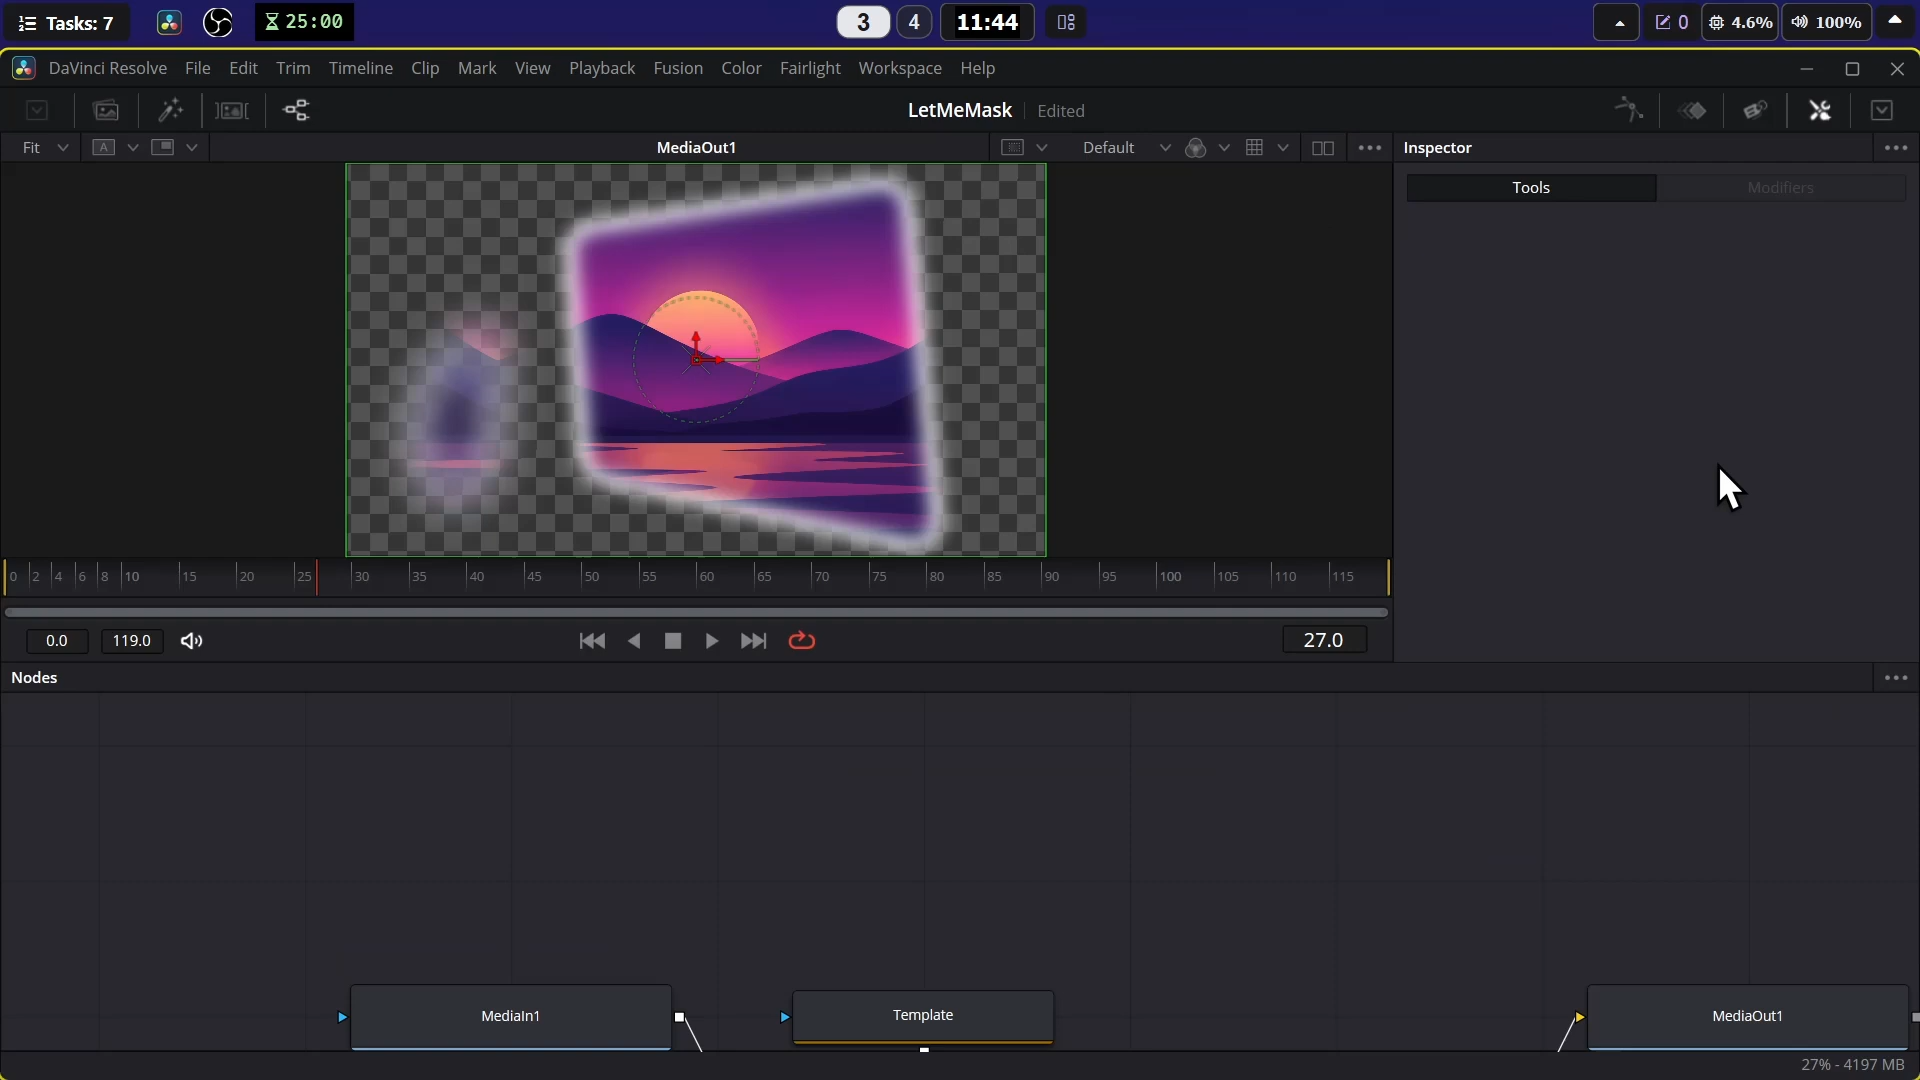 Tasks: 7 25:00 3 4 11:44 0 4.6% 100%
DaVinci Resolve File Edit Trim Timeline Clip Mark View Playback Fusion Color Fairlight Workspace Help
LetMeMask Edited
Fit A MediaOut1 Default Inspector
Tools Modifiers
0 2 4 6 8 10 15 20 25 30 35 40 45 50 55 60 65 70 75 80 85 90 95 100 105 110 115
0.0 119.0 27.0
Nodes
MediaIn1 Template MediaOut1
27% - 4197 MB